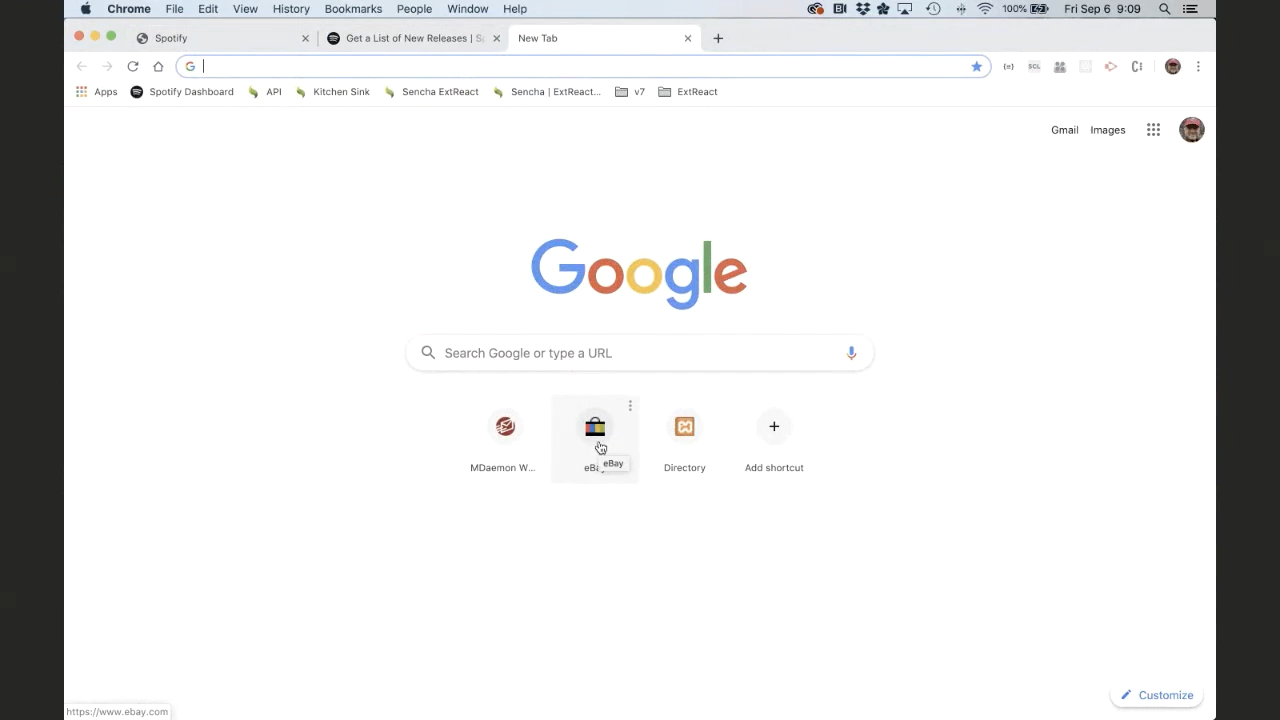 Chrome File Edit View History Bookmarks People Window Help 100% Fri Sep 6 9:09
Spotify Get a List of New Releases | Sp New Tab
Apps Spotify Dashboard API Kitchen Sink Sencha ExtReact Sencha | ExtReact... v7 ExtReact
Gmail Images
Google
Search Google or type a URL
MDaemon W... eBay Directory Add shortcut
eBay
Customize
https://www.ebay.com